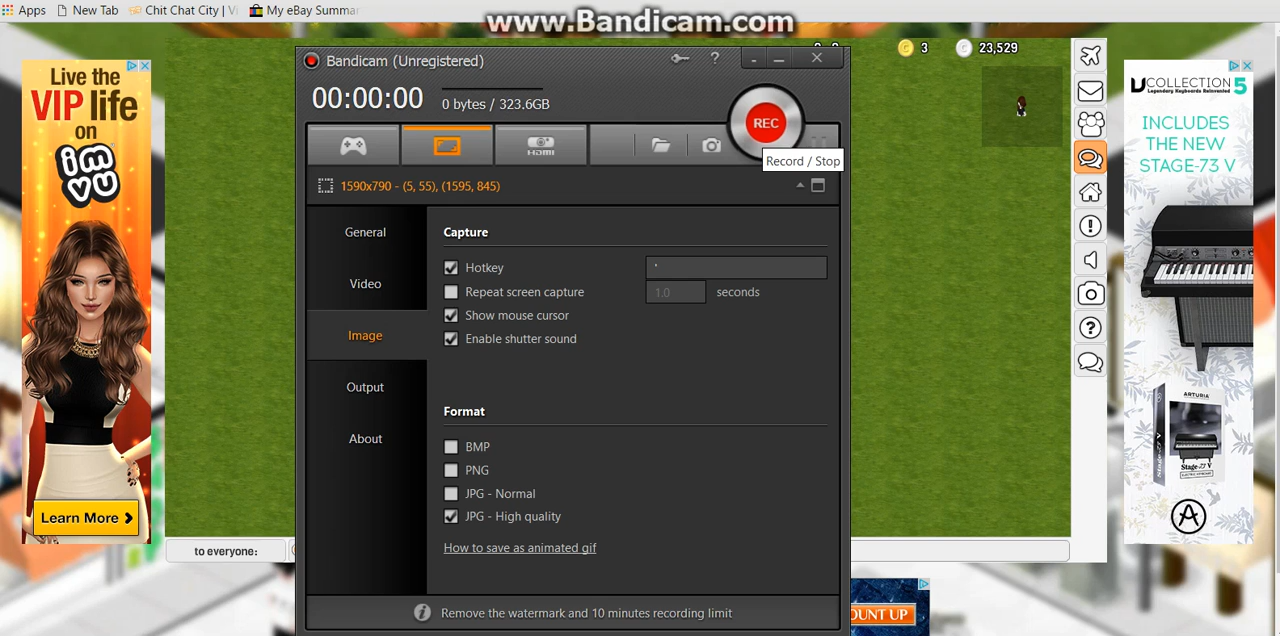 Apps
New Tab
Chit Chat City | V
My eBay Summar
www.Bandicam.com
3
23,529
Bandicam (Unregistered)
?
00:00:00
0 bytes / 323.6GB
REC
HDMI
Record / Stop
1590x790 - (5, 55), (1595, 845)
General
Video
Image
Output
About
Capture
Hotkey
Repeat screen capture
1.0
seconds
Show mouse cursor
Enable shutter sound
Format
BMP
PNG
JPG - Normal
JPG - High quality
How to save as animated gif
Remove the watermark and 10 minutes recording limit
to everyone:
Live the
VIP life
on
imvu
Learn More
V COLLECTION 5
Legendary Keyboards Reinvented
INCLUDES
THE NEW
STAGE-73 V
ARTURIA
Stage-73 V
OUNT UP